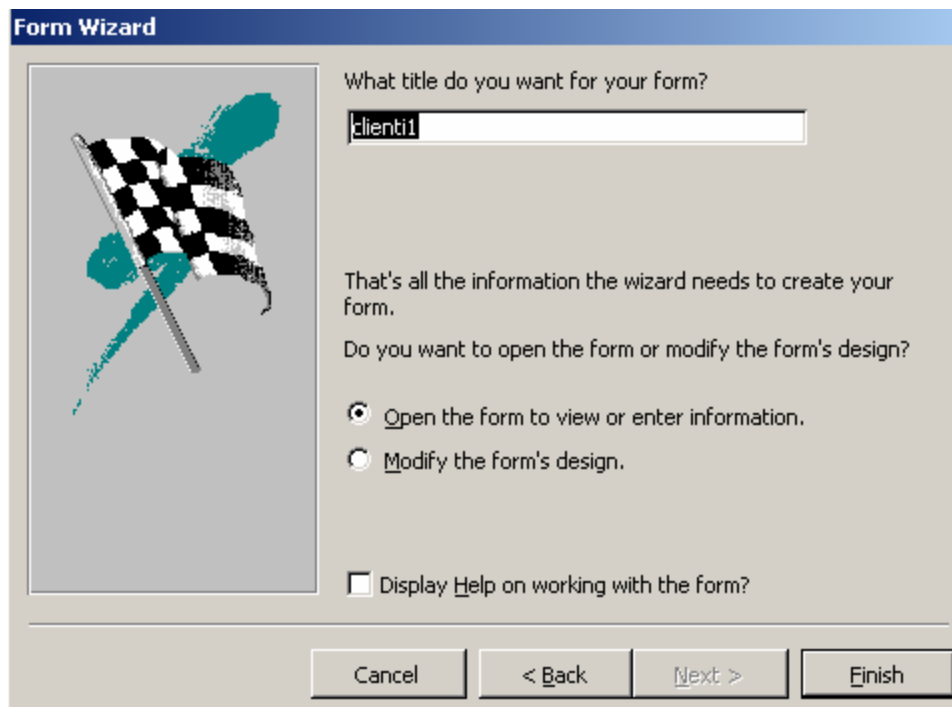 Form Wizard
What title do you want for your form?
clienti1
That's all the information the wizard needs to create your
form.
Do you want to open the form or modify the form's design?
Open the form to view or enter information.
Modify the form's design.
Display Help on working with the form?
Cancel
< Back
Next >
Finish